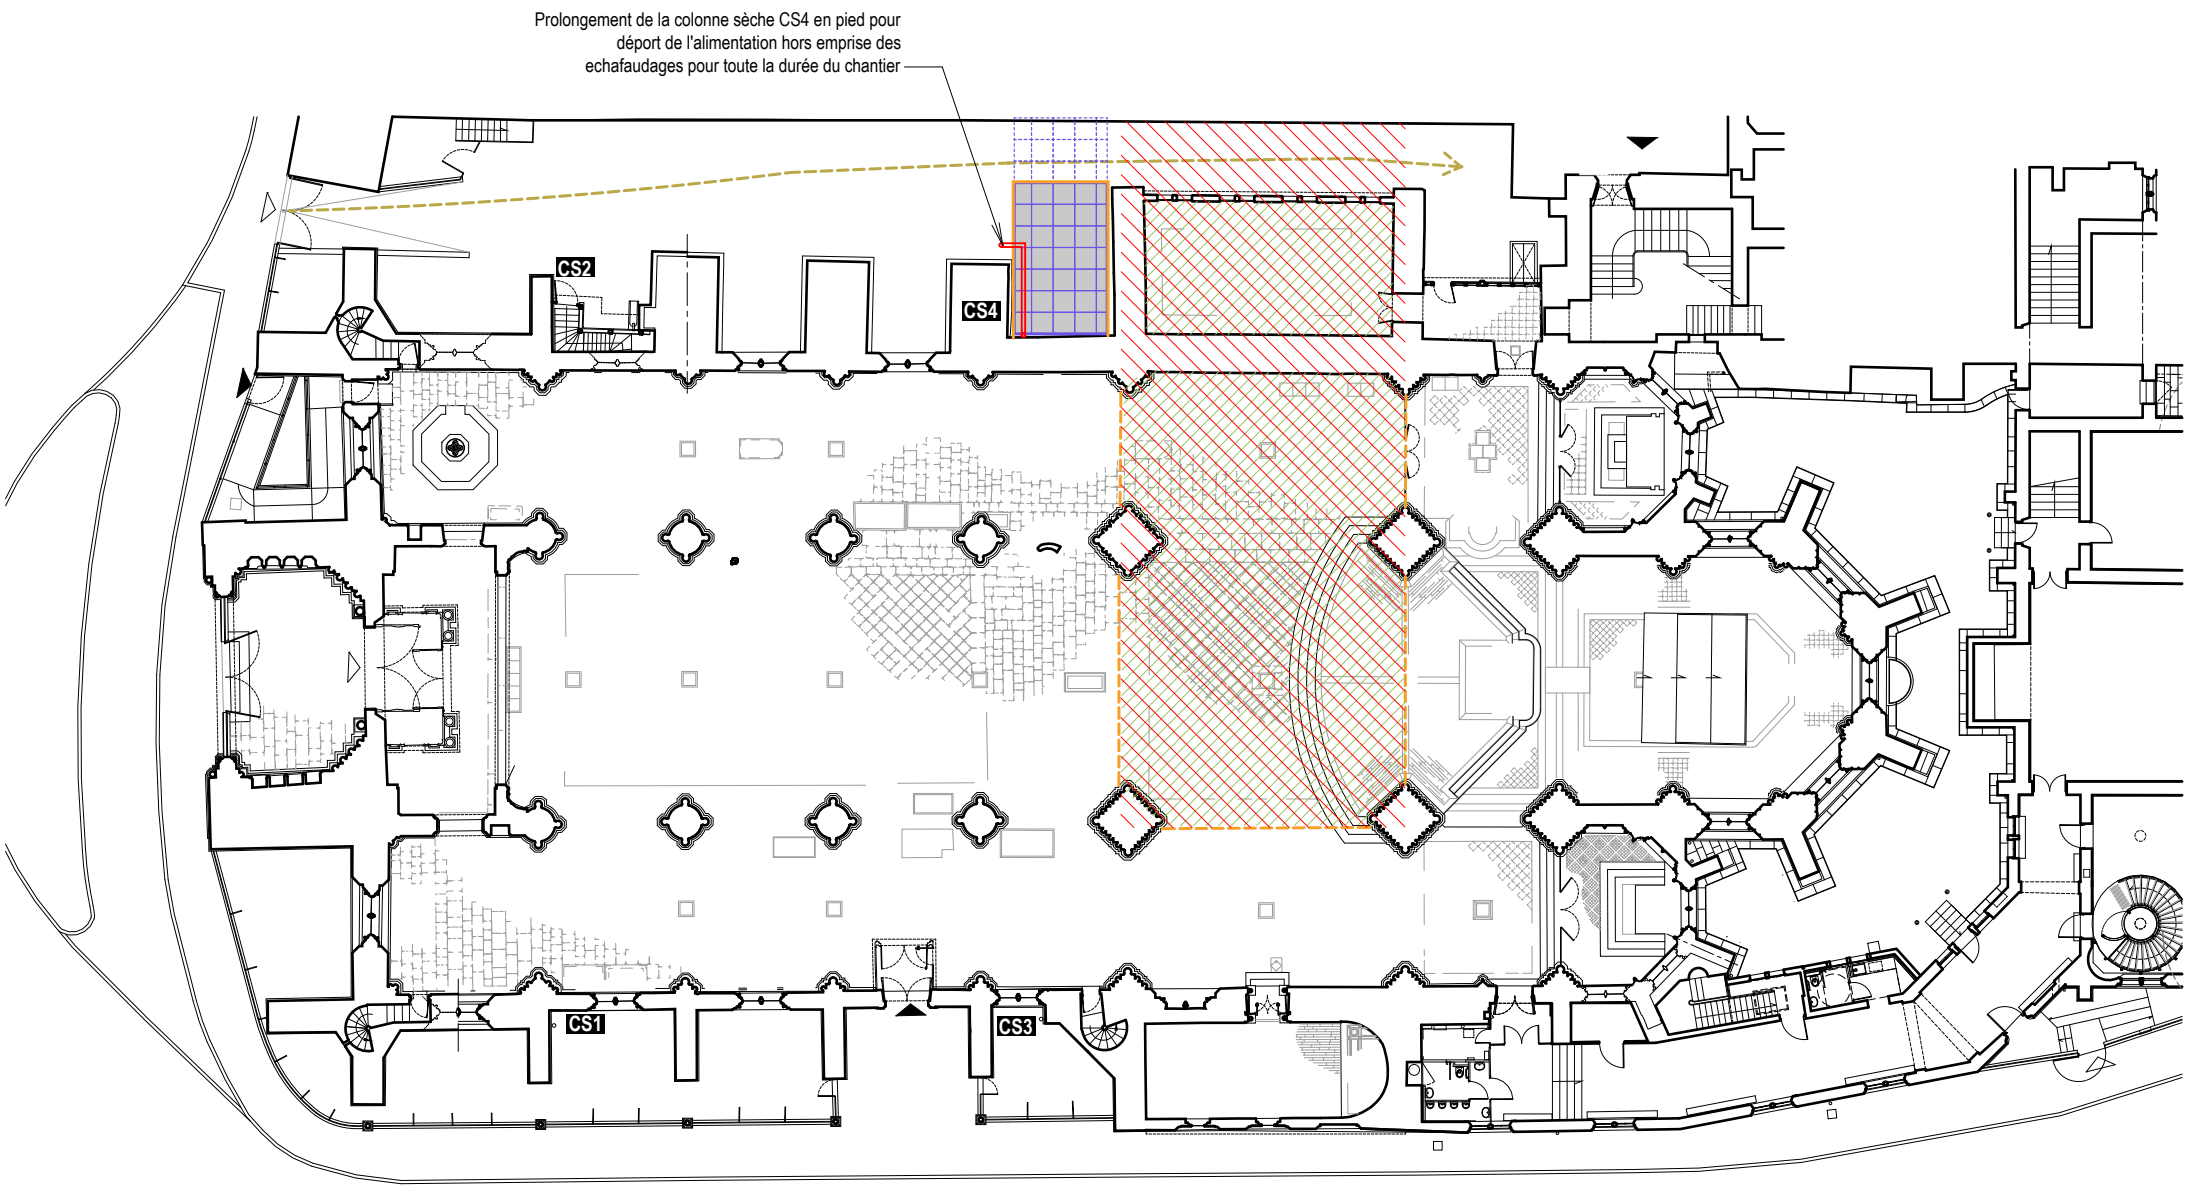 Prolongement de la colonne sèche CS4 en pied pour
déport de l'alimentation hors emprise des
echafaudages pour toute la durée du chantier
CS2
CS4
CS1
CS3